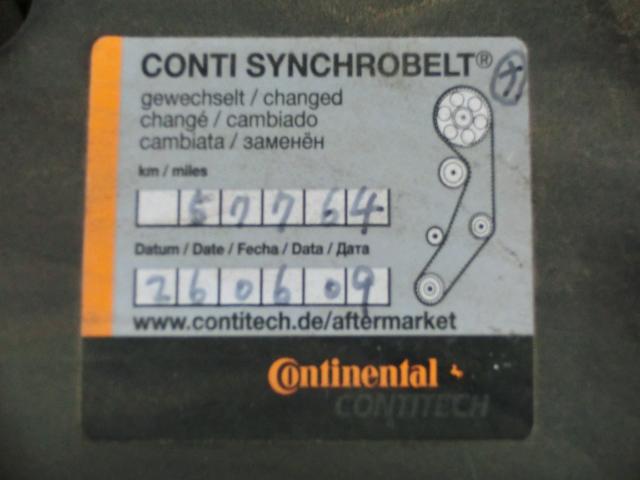 CONTI SYNCHROBELT®
gewechselt / changed
changé / cambiado
cambiata / заменён
km / miles
57764
Datum / Date / Fecha / Data / Дата
260609
www.contitech.de/aftermarket
Continental
CONTITECH